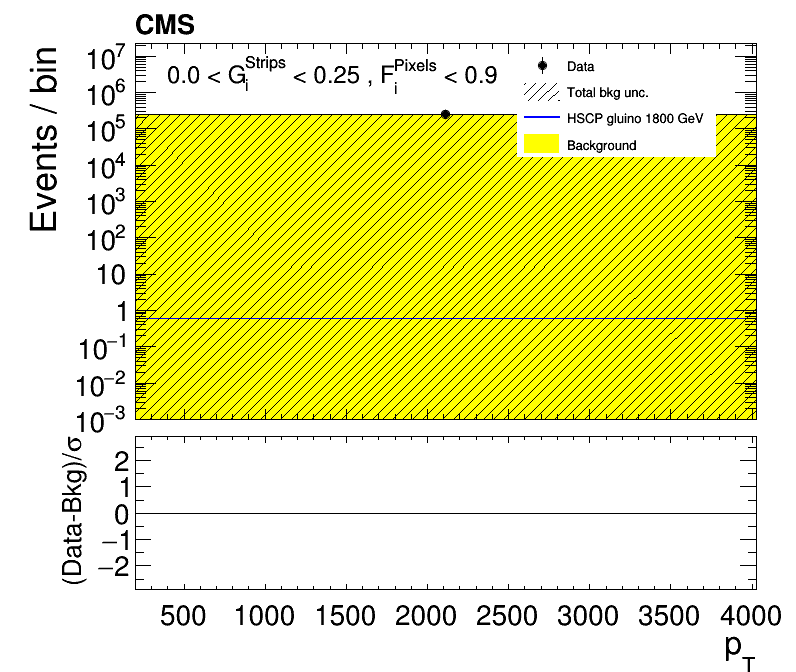 CMS
Events / bin
10^7
10^6
10^5
10^4
10^3
10^2
10
1
10^−1
10^−2
10^−3
0.0 < G_i^Strips < 0.25 , F_i^Pixels < 0.9
Data
Total bkg unc.
HSCP gluino 1800 GeV
Background
(Data-Bkg)/σ
2
1
0
−1
−2
500 1000 1500 2000 2500 3000 3500 4000
p_T